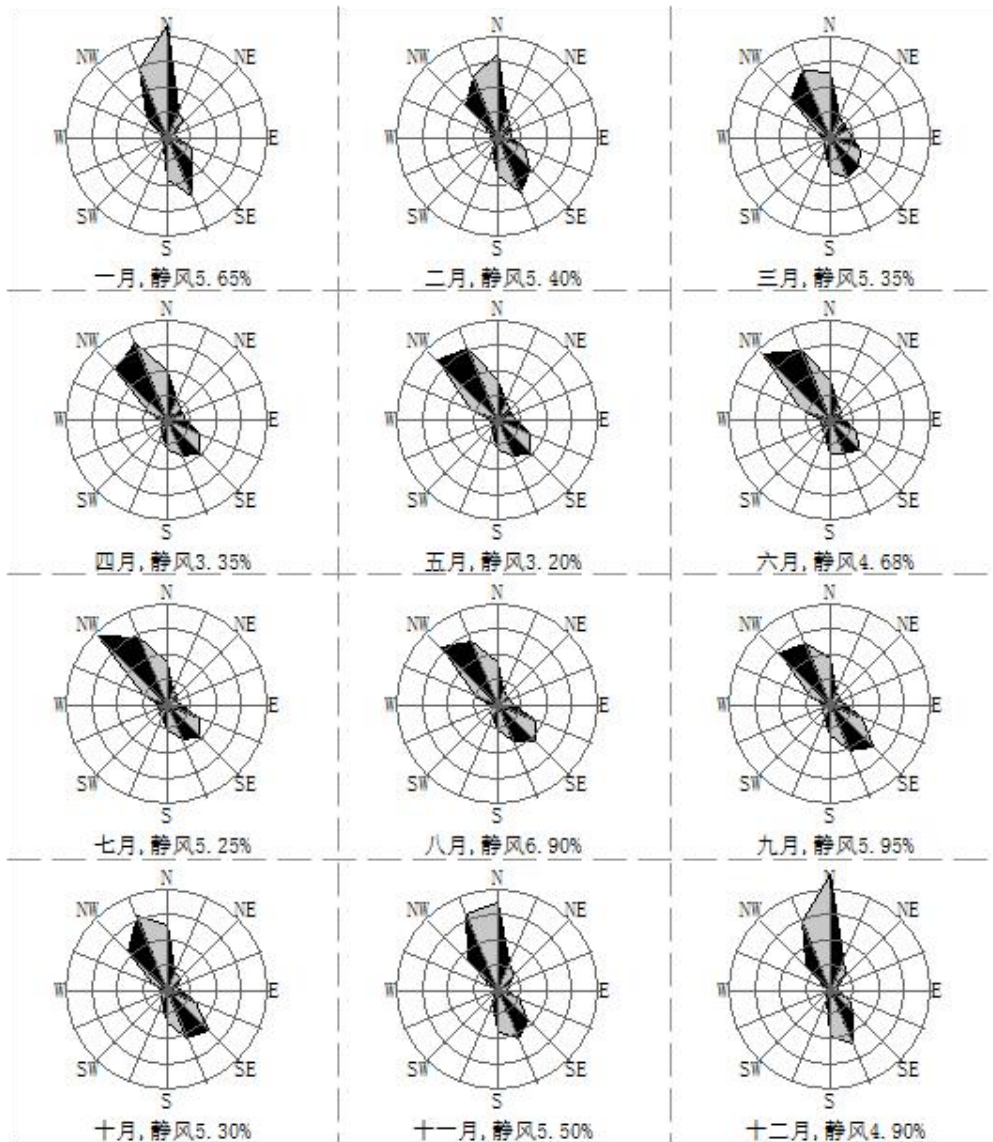 N N N
NW NE NW NE NW NE
W E W E W E
SW SE SW SE SW SE
S S S
一月,静风5.65% 二月,静风5.40% 三月,静风5.35%
N N N
NW NE NW NE NW NE
W E W E W E
SW SE SW SE SW SE
S S S
四月,静风3.35% 五月,静风3.20% 六月,静风4.68%
N N N
NW NE NW NE NW NE
W E W E W E
SW SE SW SE SW SE
S S S
七月,静风5.25% 八月,静风6.90% 九月,静风5.95%
N N N
NW NE NW NE NW NE
W E W E W E
SW SE SW SE SW SE
S S S
十月,静风5.30% 十一月,静风5.50% 十二月,静风4.90%